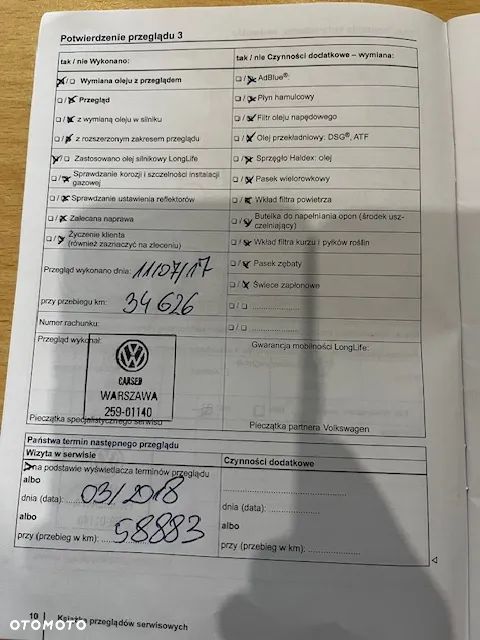 Potwierdzenie przeglądu 3
tak / nie Wykonano:
☒/☐ Wymiana oleju z przeglądem
☐/☒ Przegląd
☐/☒ z wymianą oleju w silniku
☐/☒ z rozszerzonym zakresem przeglądu
☒/☐ Zastosowano olej silnikowy LongLife
☐/☒ Sprawdzanie korozji i szczelności instalacji
gazowej
☐/☒ Sprawdzanie ustawienia reflektorów
☐/☒ Zalecana naprawa
☐/☒ Życzenie klienta
(również zaznaczyć na zleceniu)
Przegląd wykonano dnia: 11/07/17
przy przebiegu km: 34 626
Numer rachunku:
Przegląd wykonał:
CARSED
WARSZAWA
259-01140
Pieczątka specjalistycznego serwisu
tak / nie Czynności dodatkowe – wymiana:
☐/☒ AdBlue®:
☐/☒ Płyn hamulcowy
☐/☒ Filtr oleju napędowego
☐/☒ Olej przekładniowy: DSG®, ATF
☐/☒ Sprzęgło Haldex: olej
☐/☒ Pasek wielorowkowy
☐/☒ Wkład filtra powietrza
☐/☒ Butelka do napełniania opon (środek usz-
czelniający)
☐/☒ Wkład filtra kurzu i pyłków roślin
☐/☒ Pasek zębaty
☐/☒ Świece zapłonowe
☐/☐ ....................
☐/☐ ....................
Gwarancja mobilności LongLife:
Pieczątka partnera Volkswagen
Państwa termin następnego przeglądu
Wizyta w serwisie
na podstawie wyświetlacza terminów przeglądu
albo
dnia (data): 03/2018
albo
przy (przebieg w km): 58883
Czynności dodatkowe
....................
dnia (data): ....................
albo
przy (przebieg w km): ....................
10
Książka przeglądów serwisowych
OTOMOTO